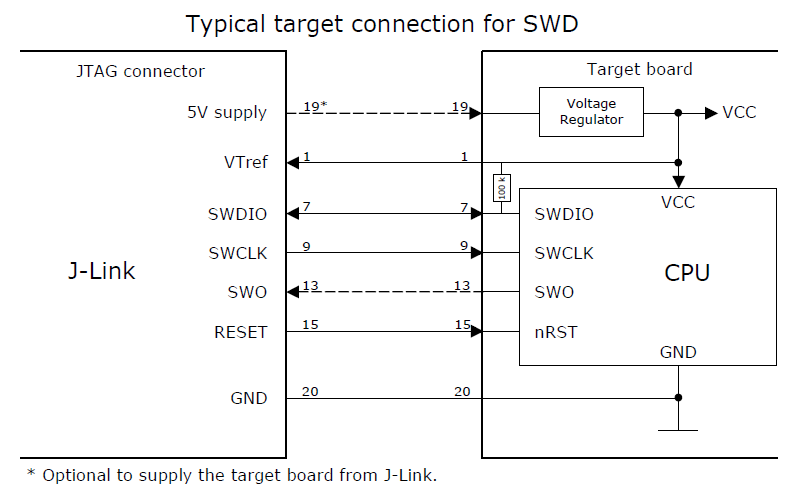 Typical target connection for SWD
JTAG connector
Target board
5V supply
19*
19
Voltage
Regulator
VCC
VTref
1
1
100 k
VCC
SWDIO
7
7
SWDIO
SWCLK
9
9
SWCLK
J-Link
CPU
SWO
13
13
SWO
RESET
15
15
nRST
GND
GND
20
20
* Optional to supply the target board from J-Link.